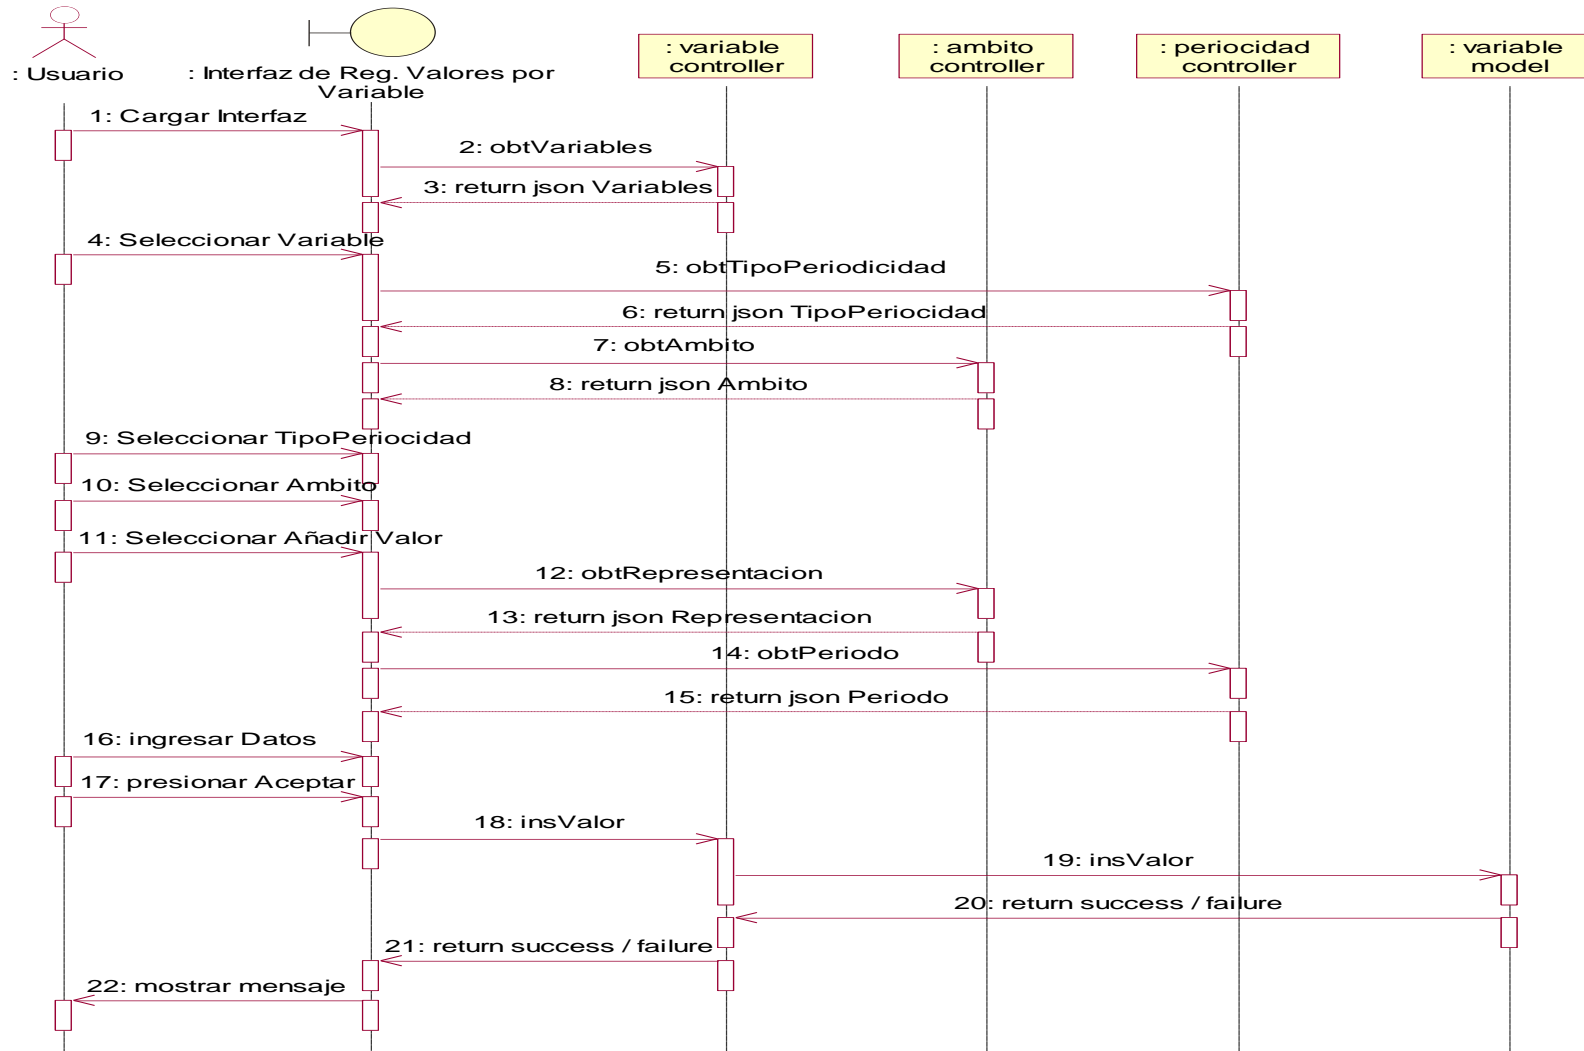 : Usuario
: Interfaz de Reg. Valores por
Variable
: variable
controller
: ambito
controller
: periocidad
controller
: variable
model
1: Cargar Interfaz
2: obtVariables
3: return json Variables
4: Seleccionar Variable
5: obtTipoPeriodicidad
6: return json TipoPeriocidad
7: obtAmbito
8: return json Ambito
9: Seleccionar TipoPeriocidad
10: Seleccionar Ambito
11: Seleccionar Añadir Valor
12: obtRepresentacion
13: return json Representacion
14: obtPeriodo
15: return json Periodo
16: ingresar Datos
17: presionar Aceptar
18: insValor
19: insValor
20: return success / failure
21: return success / failure
22: mostrar mensaje